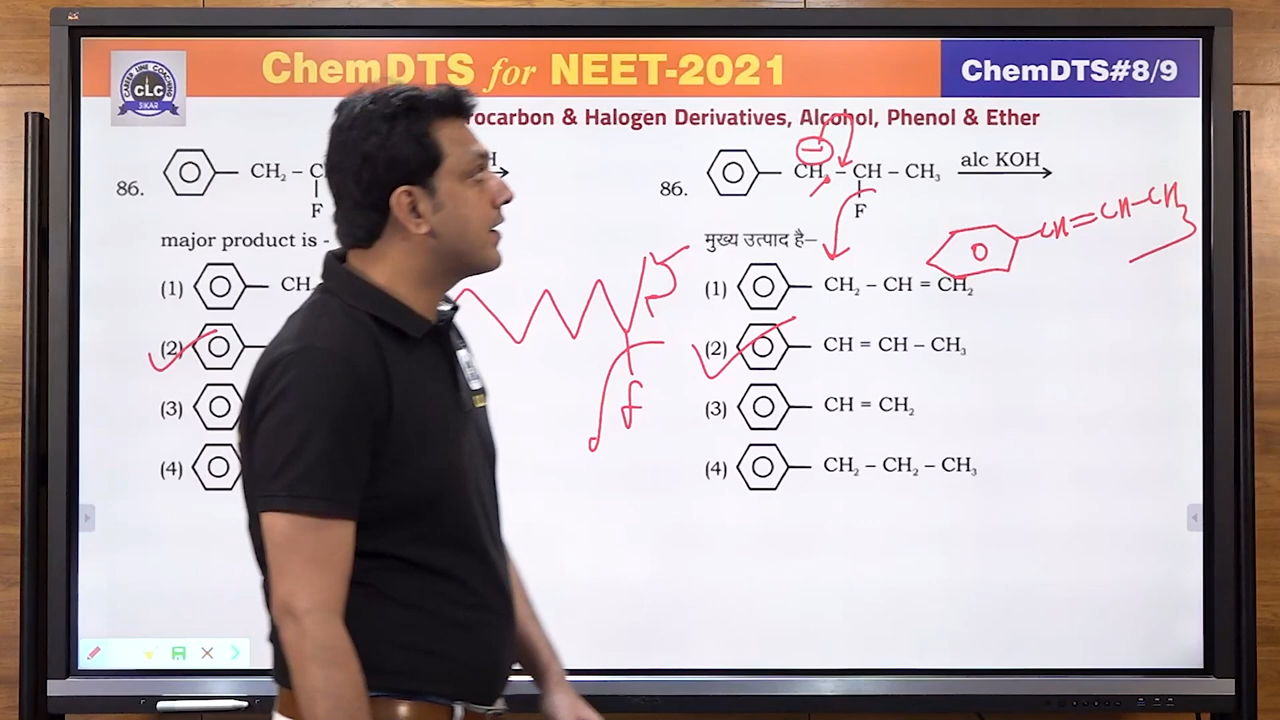 ChemDTS for NEET-2021
ChemDTS#8/9
CLC
SIKAR
rocarbon & Halogen Derivatives, Alcohol, Phenol & Ether
86.
CH₂ – C
F
H
major product is -
(1)
CH
(2)
(3)
(4)
86.
CH – CH – CH₃
F
alc KOH
मुख्य उत्पाद है–
(1) CH₂ – CH = CH₂
(2) CH = CH – CH₃
(3) CH = CH₂
(4) CH₂ – CH₂ – CH₃
CH=CH-CH₃
f